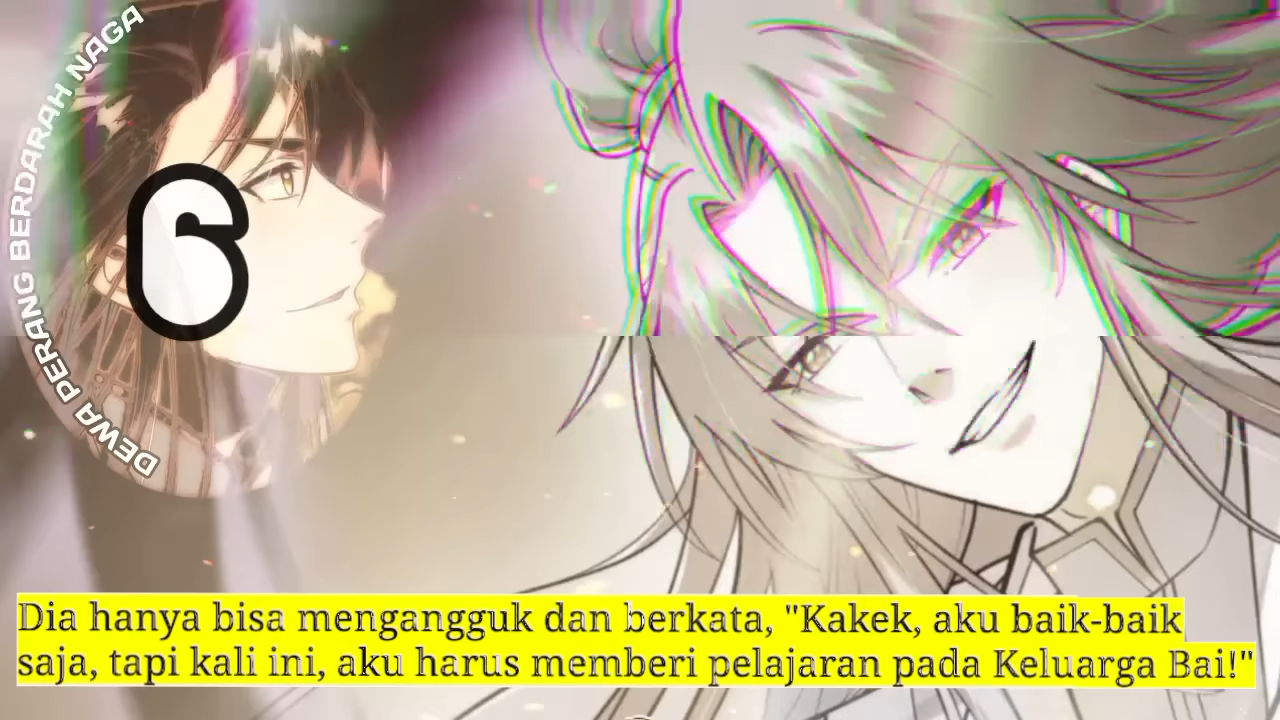 DEWA PERANG BERDARAH NAGA
6
Dia hanya bisa mengangguk dan berkata, "Kakek, aku baik-baik
saja, tapi kali ini, aku harus memberi pelajaran pada Keluarga Bai!"